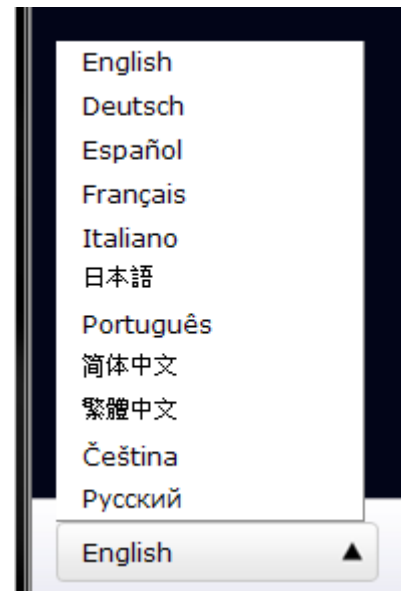 English
Deutsch
Español
Français
Italiano
日本語
Português
简体中文
繁體中文
Čeština
Русский
English